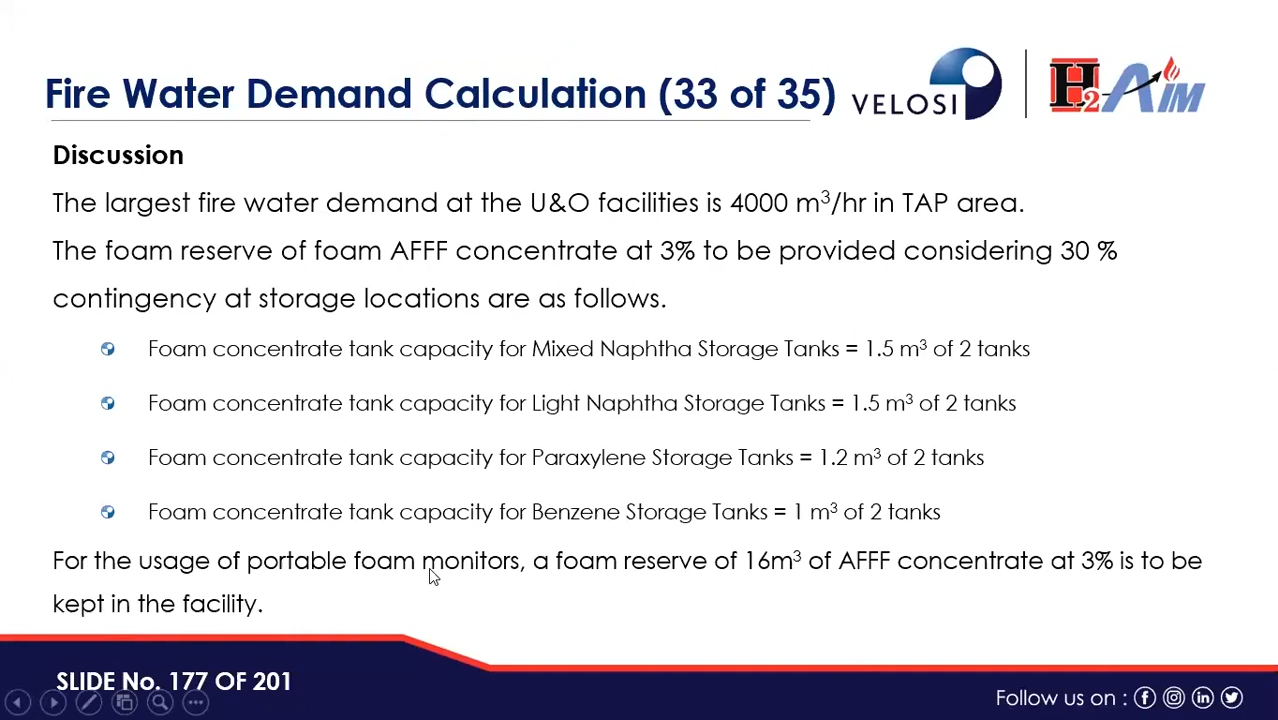 Fire Water Demand Calculation (33 of 35)
VELOSI
H2-AIM
Discussion
The largest fire water demand at the U&O facilities is 4000 m³/hr in TAP area.
The foam reserve of foam AFFF concentrate at 3% to be provided considering 30 %
contingency at storage locations are as follows.
Foam concentrate tank capacity for Mixed Naphtha Storage Tanks = 1.5 m³ of 2 tanks
Foam concentrate tank capacity for Light Naphtha Storage Tanks = 1.5 m³ of 2 tanks
Foam concentrate tank capacity for Paraxylene Storage Tanks = 1.2 m³ of 2 tanks
Foam concentrate tank capacity for Benzene Storage Tanks = 1 m³ of 2 tanks
For the usage of portable foam monitors, a foam reserve of 16m³ of AFFF concentrate at 3% is to be
kept in the facility.
SLIDE No. 177 OF 201
Follow us on :